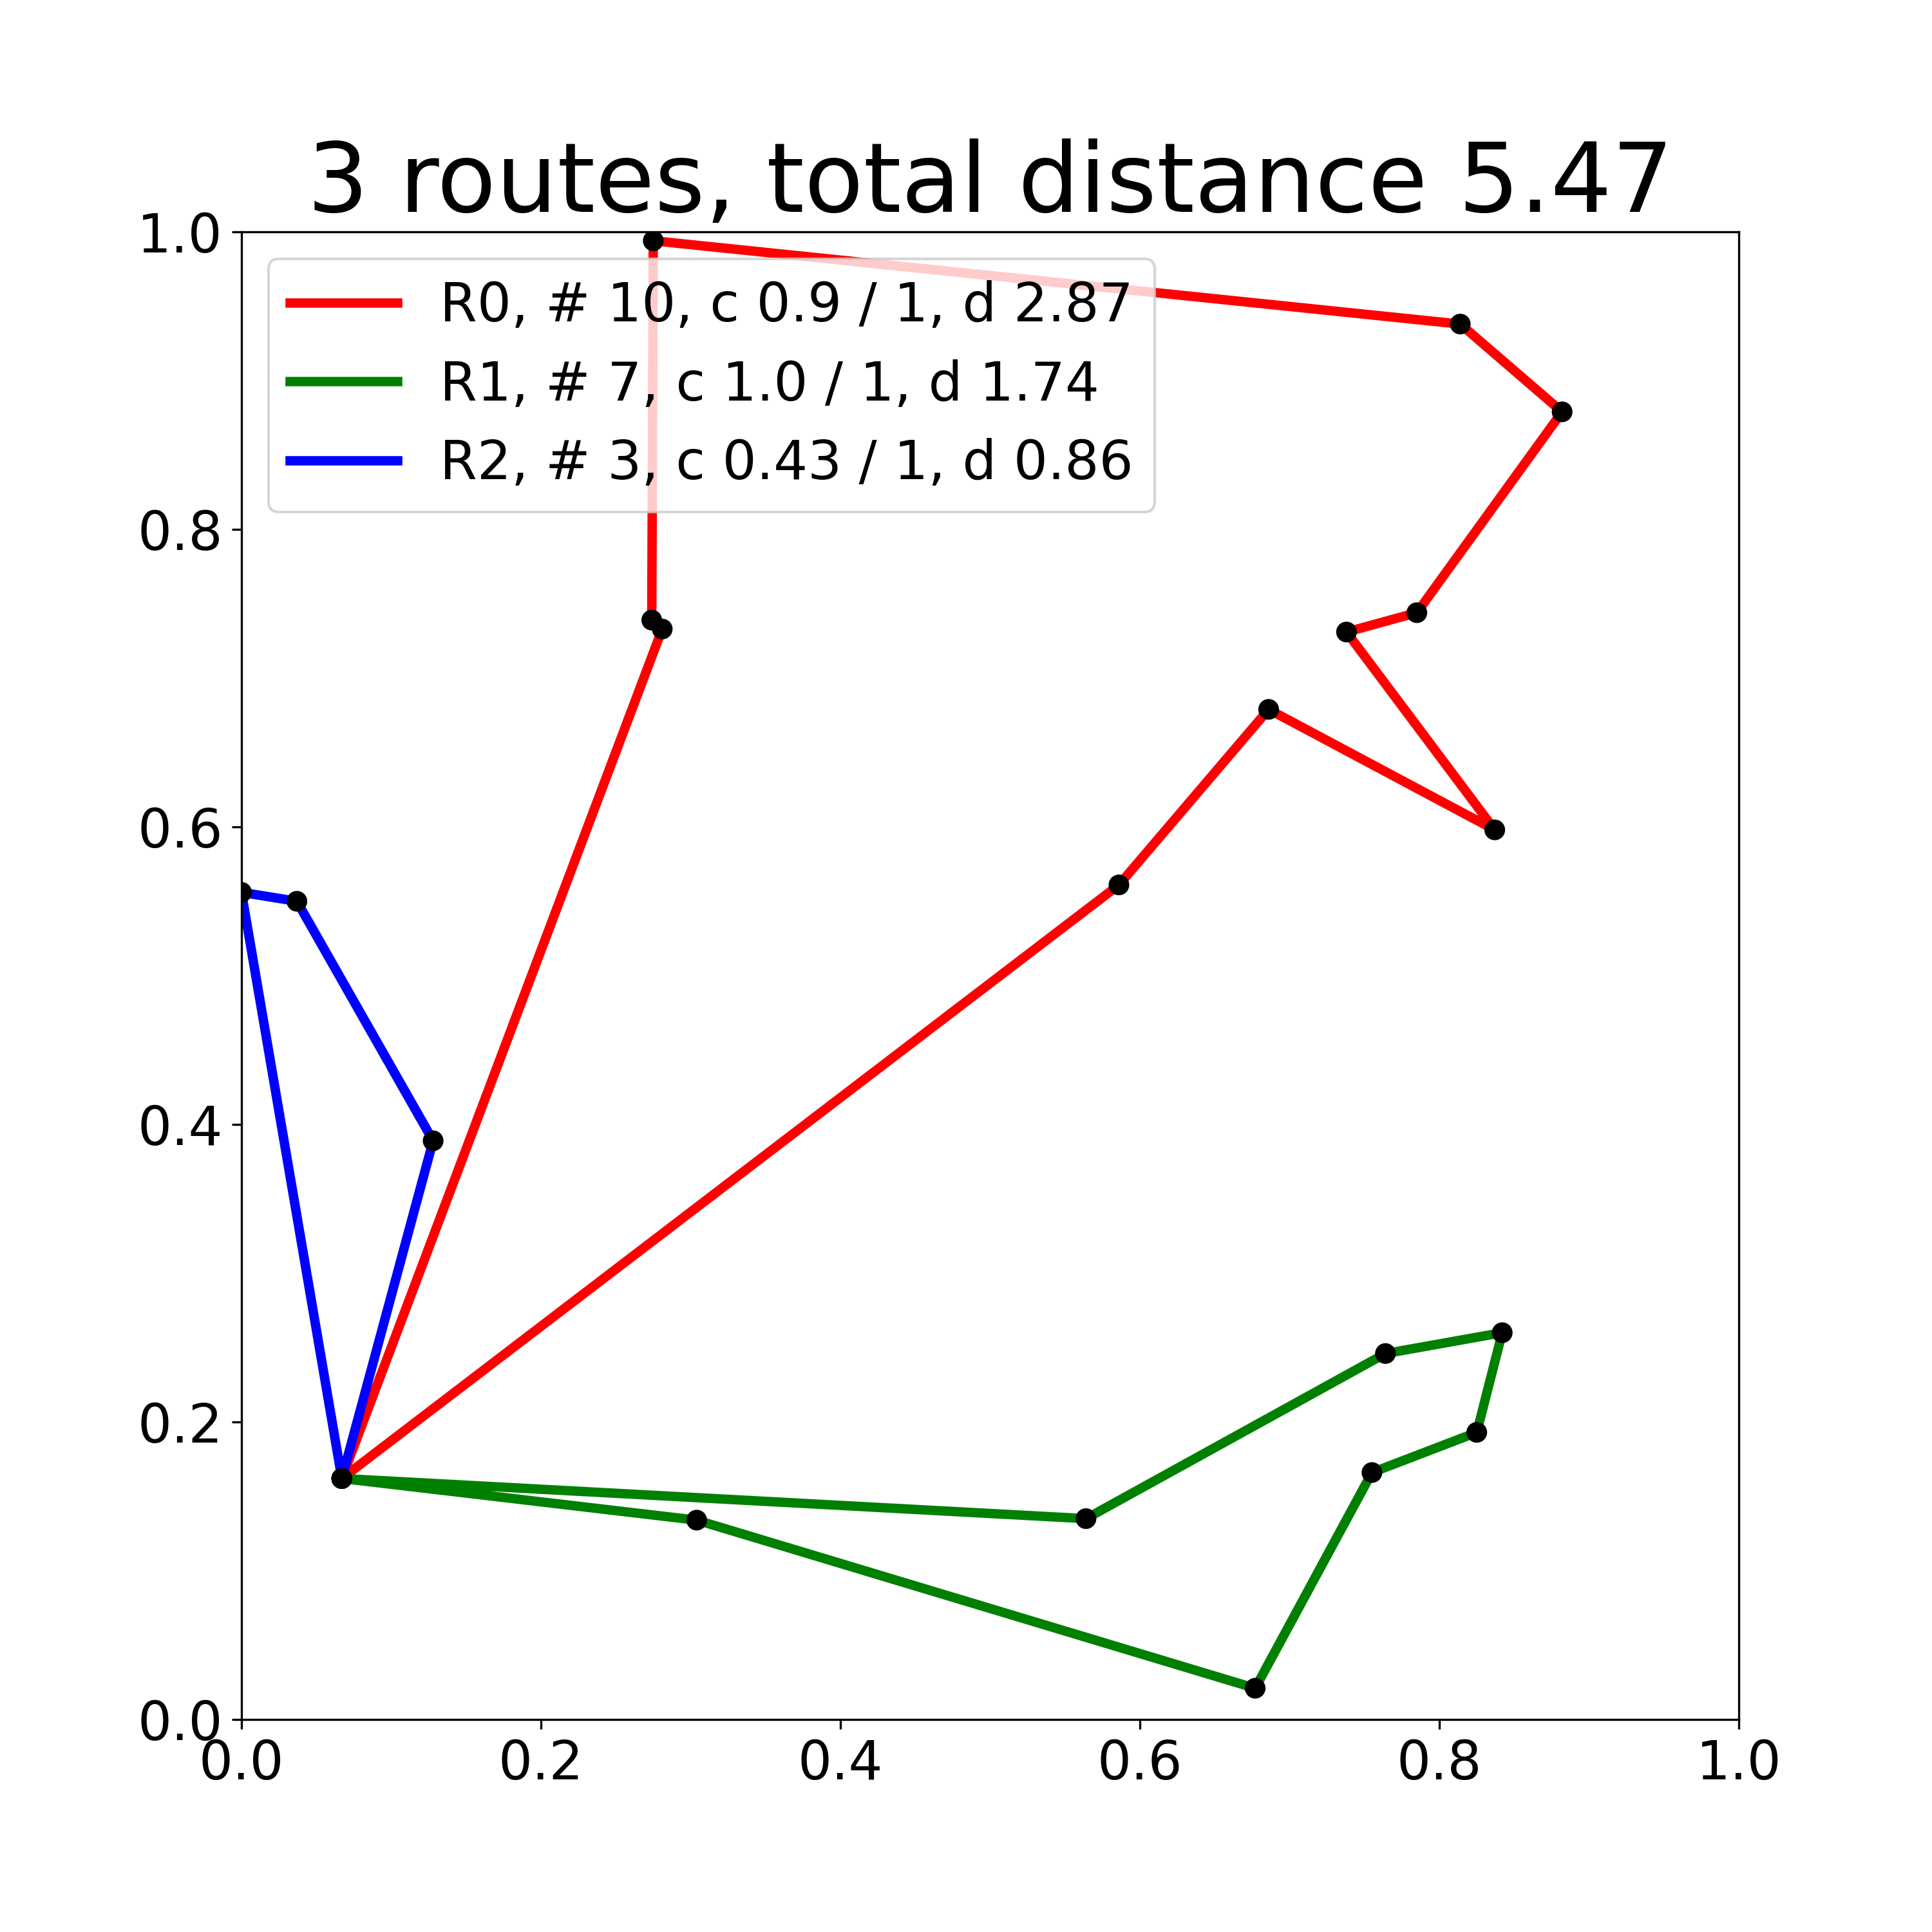 3 routes, total distance 5.47
R0, # 10, c 0.9 / 1, d 2.87
R1, # 7, c 1.0 / 1, d 1.74
R2, # 3, c 0.43 / 1, d 0.86
1.0
0.8
0.6
0.4
0.2
0.0
0.0 0.2 0.4 0.6 0.8 1.0